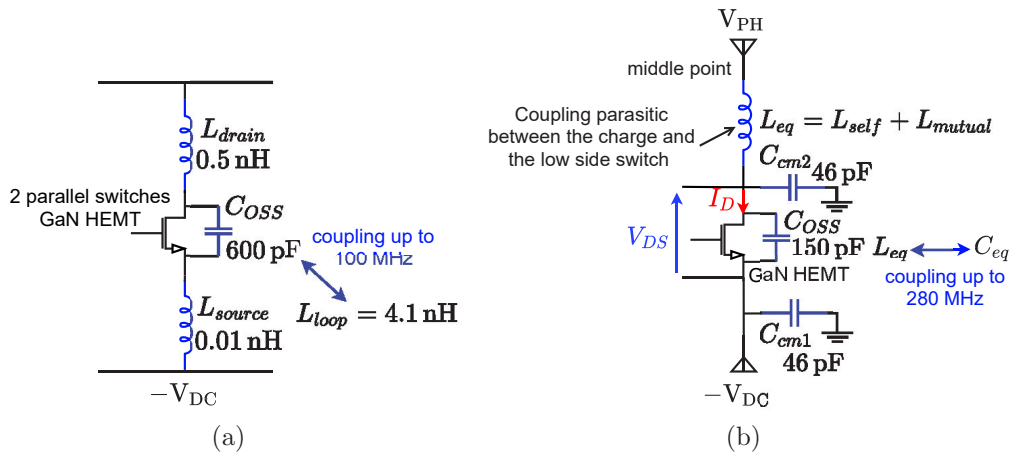 L_drain
0.5 nH
2 parallel switches
GaN HEMT
C_OSS
600 pF
coupling up to
100 MHz
L_source
0.01 nH
L_loop = 4.1 nH
−V_DC
(a)
V_PH
middle point
Coupling parasitic
between the charge and
the low side switch
L_eq = L_self + L_mutual
C_cm2
46 pF
I_D
V_DS
C_OSS
150 pF
GaN HEMT
L_eq
C_eq
coupling up to
280 MHz
C_cm1
46 pF
−V_DC
(b)